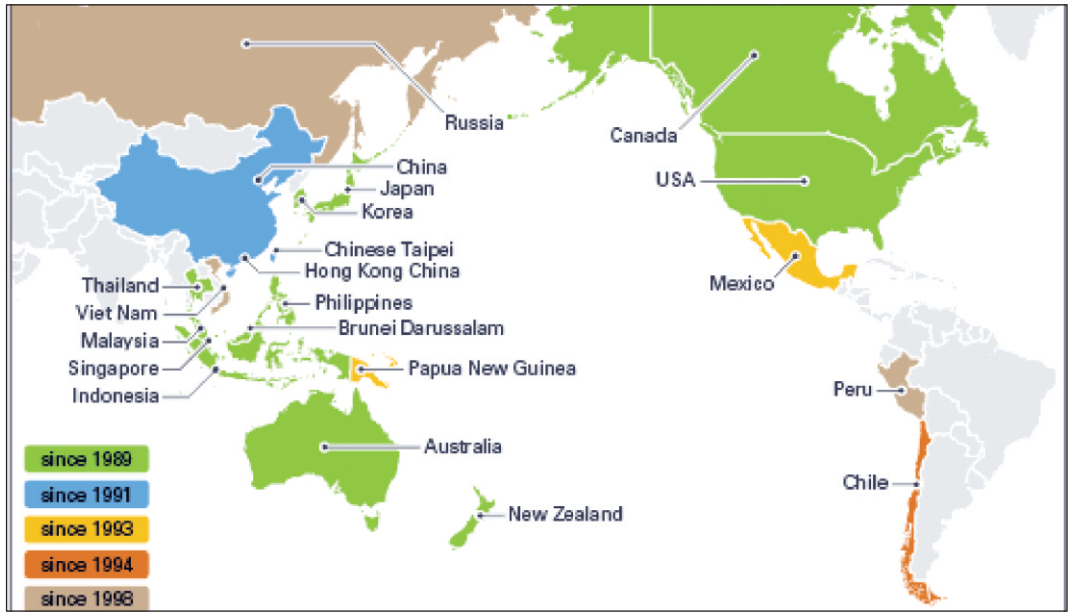 Russia
Canada
China
USA
Japan
Korea
Chinese Taipei
Hong Kong China
Mexico
Thailand
Philippines
Viet Nam
Brunei Darussalam
Malaysia
Singapore
Papua New Guinea
Indonesia
Peru
Australia
since 1989
Chile
since 1991
New Zealand
since 1993
since 1994
since 1998